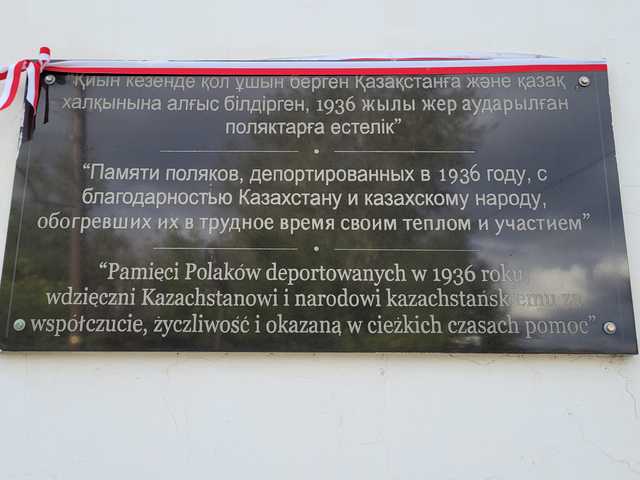 "Қиын кезенде қол ұшын берген Қазақстанға және қазақ
халқынына алғыс білдірген, 1936 жылы жер аударылған
поляктарға естелік"
"Памяти поляков, депортированных в 1936 году, с
благодарностью Казахстану и казахскому народу,
обогревших их в трудное время своим теплом и участием"
"Pamięci Polaków deportowanych w 1936 roku,
wdzięczni Kazachstanowi i narodowi kazachstańskiemu za
współczucie, życzliwość i okazaną w cieżkich czasach pomoc"